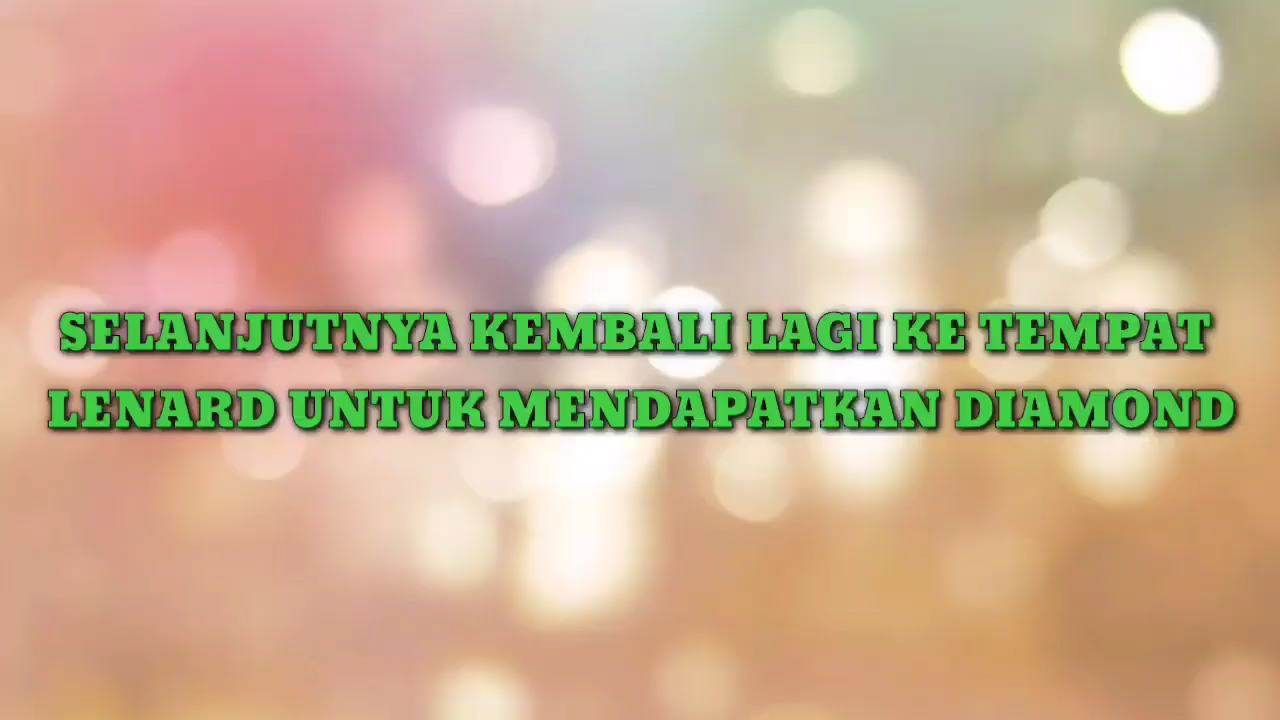 SELANJUTNYA KEMBALI LAGI KE TEMPAT
LENARD UNTUK MENDAPATKAN DIAMOND